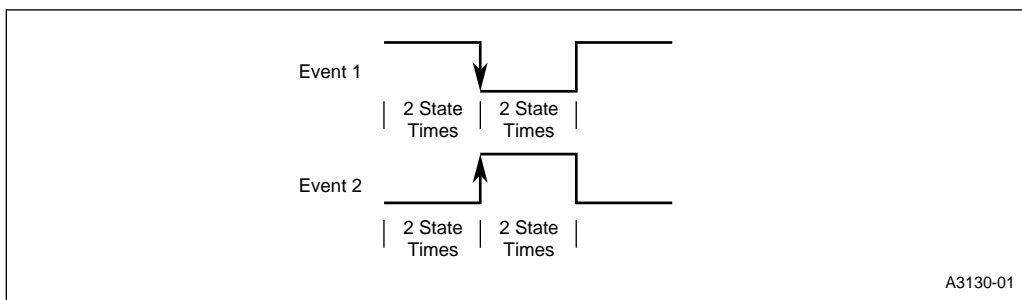 Event 1
2 State 2 State
Times Times
Event 2
2 State 2 State
Times Times
A3130-01